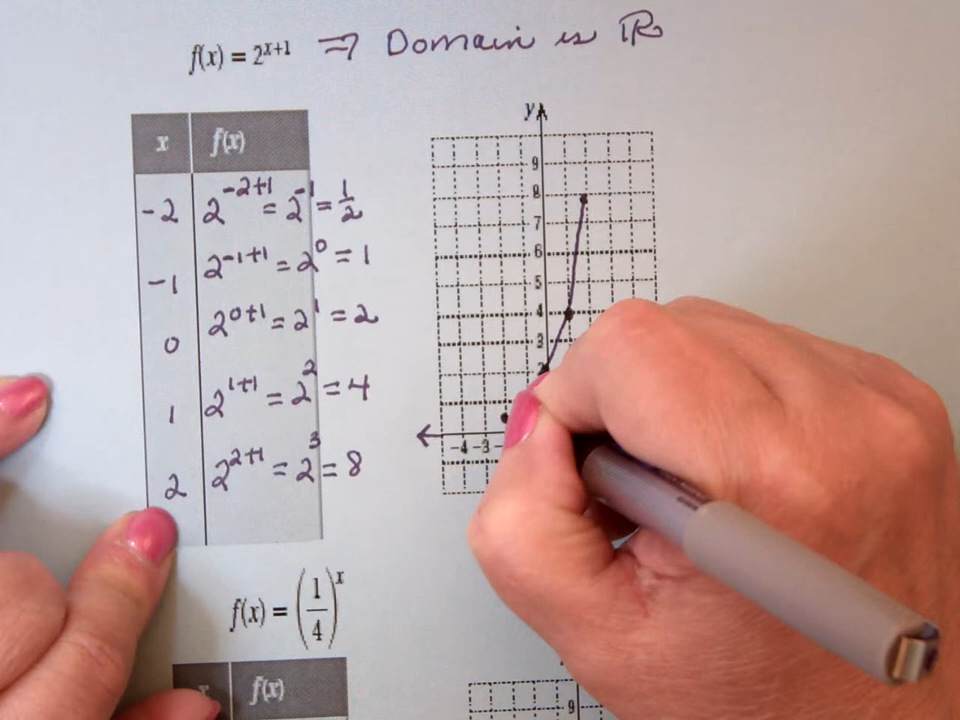 f(x) = 2^{x+1} ⇒ Domain is ℝ
x f(x)
-2 2^{-2+1} = 2^{-1} = 1/2
-1 2^{-1+1} = 2^0 = 1
0 2^{0+1} = 2^1 = 2
1 2^{1+1} = 2^2 = 4
2 2^{2+1} = 2^3 = 8
y
9
8
7
6
5
4
3
2
-4 -3
f(x) = (1/4)^x
x f(x)
9